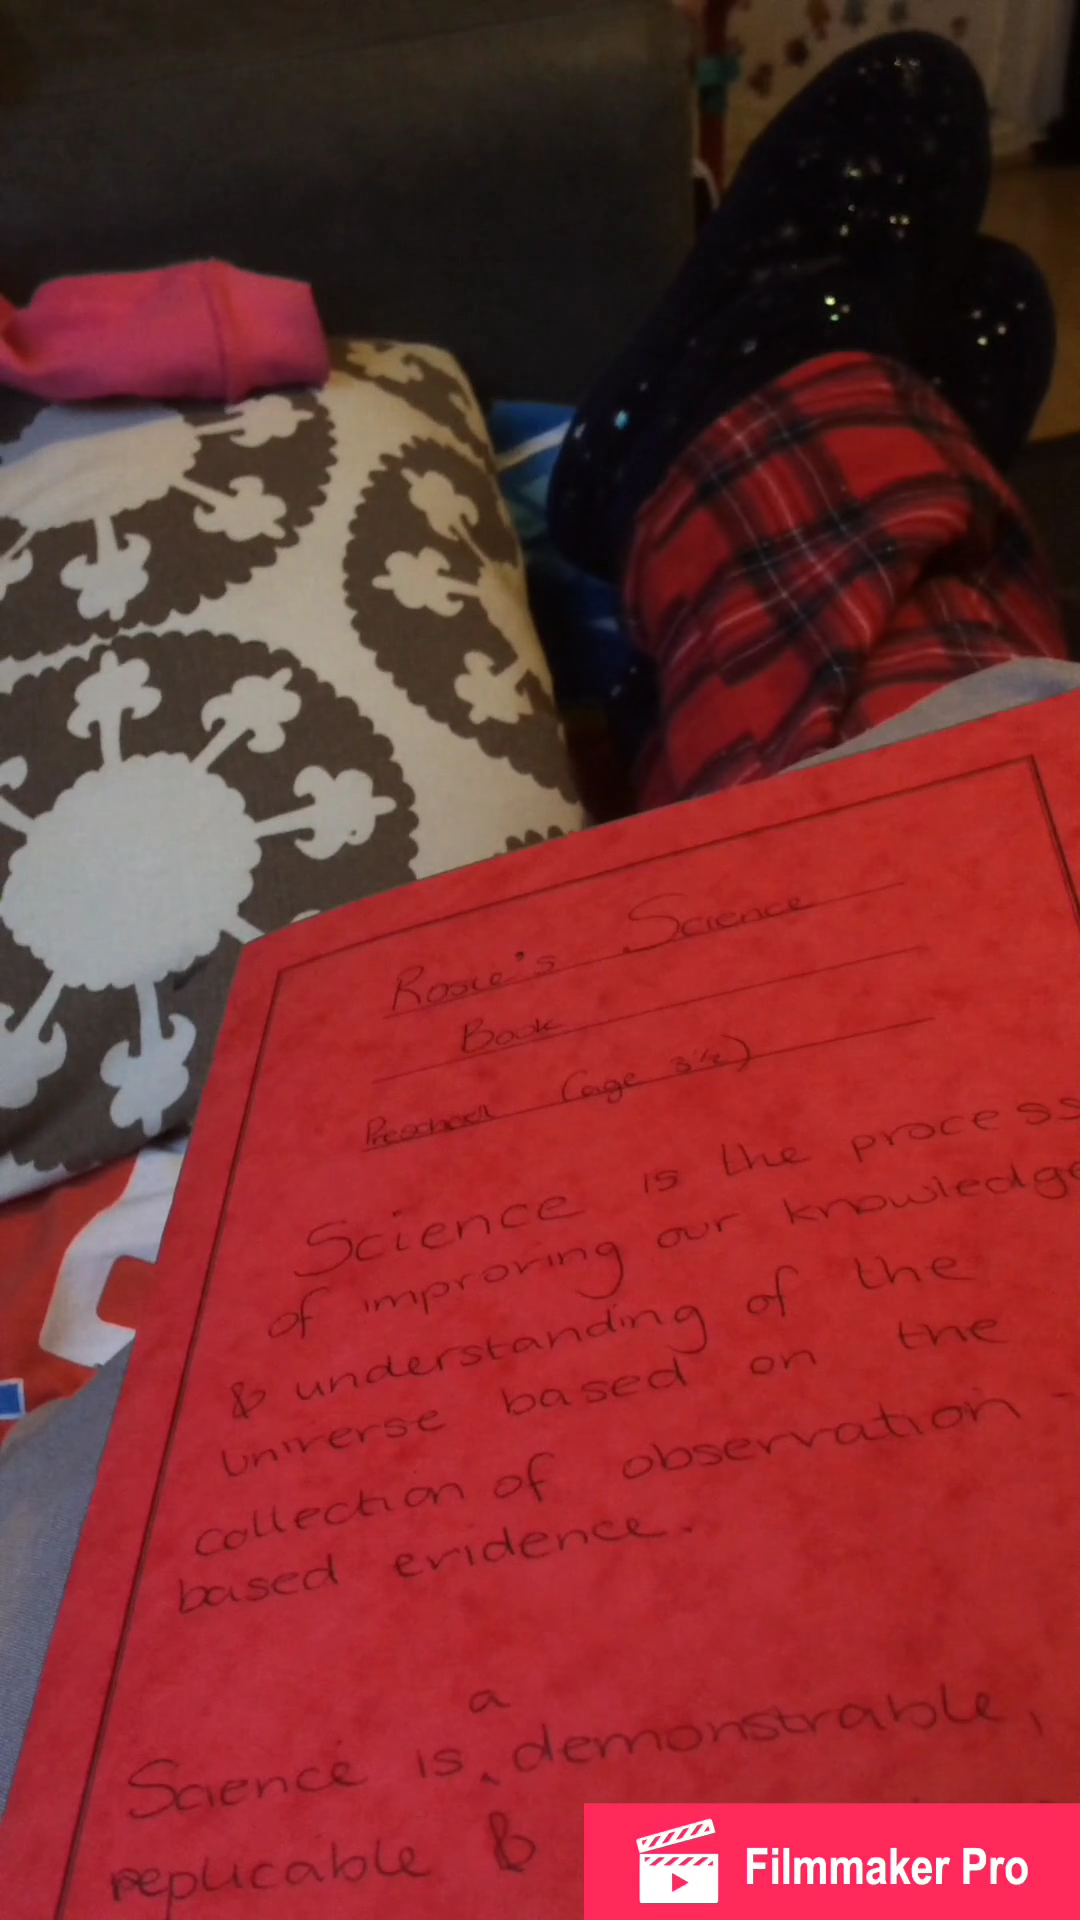 Rosie's Science
Book
Preschool (age 3½)
Science is the process
of improving our knowledge
& understanding of the
universe based on the
collection of observation -
based evidence.
a
Science is ‸ demonstrable,
replicable &
Filmmaker Pro